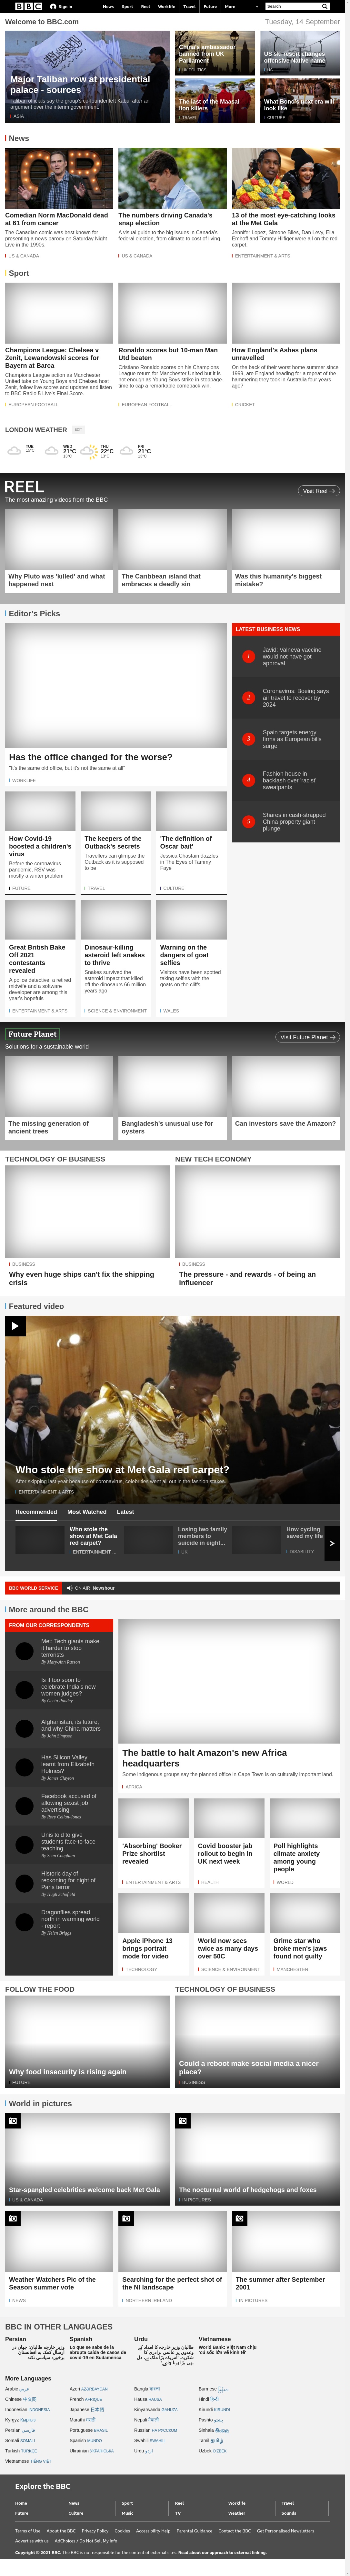 BBC
Sign in
News
Sport
Reel
Worklife
Travel
Future
More
Search
Welcome to BBC.com
Tuesday, 14 September
Major Taliban row at presidential
palace - sources
Taliban officials say the group's co-founder left Kabul after an
argument over the interim government.
ASIA
China's ambassador
banned from UK
Parliament
UK POLITICS
US ski resort changes
offensive Native name
The last of the Maasai
lion killers
TRAVEL
What Bond's next era will
look like
CULTURE
News
Comedian Norm MacDonald dead
at 61 from cancer
The Canadian comic was best known for
presenting a news parody on Saturday Night
Live in the 1990s.
US & CANADA
The numbers driving Canada's
snap election
A visual guide to the big issues in Canada's
federal election, from climate to cost of living.
US & CANADA
13 of the most eye-catching looks
at the Met Gala
Jennifer Lopez, Simone Biles, Dan Levy, Ella
Emhoff and Tommy Hilfiger were all on the red
carpet.
ENTERTAINMENT & ARTS
Sport
Champions League: Chelsea v
Zenit, Lewandowski scores for
Bayern at Barca
Champions League action as Manchester
United take on Young Boys and Chelsea host
Zenit, follow live scores and updates and listen
to BBC Radio 5 Live's Final Score.
EUROPEAN FOOTBALL
Ronaldo scores but 10-man Man
Utd beaten
Cristiano Ronaldo scores on his Champions
League return for Manchester United but it is
not enough as Young Boys strike in stoppage-
time to cap a remarkable comeback win.
EUROPEAN FOOTBALL
How England's Ashes plans
unravelled
On the back of their worst home summer since
1999, are England heading for a repeat of the
hammering they took in Australia four years
ago?
CRICKET
LONDON WEATHER
EDIT
TUE
WED
21°C
13°C
THU
22°C
13°C
FRI
21°C
13°C
REEL
The most amazing videos from the BBC
Visit Reel
Why Pluto was 'killed' and what
happened next
The Caribbean island that
embraces a deadly sin
Was this humanity's biggest
mistake?
Editor's Picks
Has the office changed for the worse?
"It's the same old office, but it's not the same at all"
WORKLIFE
LATEST BUSINESS NEWS
1
Javid: Valneva vaccine
would not have got
approval
2
Coronavirus: Boeing says
air travel to recover by
2024
3
Spain targets energy
firms as European bills
surge
4
Fashion house in
backlash over 'racist'
sweatpants
5
Shares in cash-strapped
China property giant
plunge
How Covid-19
boosted a children's
virus
Before the coronavirus
pandemic, RSV was
mostly a winter problem
FUTURE
The keepers of the
Outback's secrets
Travellers can glimpse the
Outback as it is supposed
to be
TRAVEL
'The definition of
Oscar bait'
Jessica Chastain dazzles
in The Eyes of Tammy
Faye
CULTURE
Great British Bake
Off 2021
contestants
revealed
A police detective, a retired
midwife and a software
developer are among this
year's hopefuls
ENTERTAINMENT & ARTS
Dinosaur-killing
asteroid left snakes
to thrive
Snakes survived the
asteroid impact that killed
off the dinosaurs 66 million
years ago
SCIENCE & ENVIRONMENT
Warning on the
dangers of goat
selfies
Visitors have been spotted
taking selfies with the
goats on the cliffs
WALES
Future Planet
Solutions for a sustainable world
Visit Future Planet
The missing generation of
ancient trees
Bangladesh's unusual use for
oysters
Can investors save the Amazon?
TECHNOLOGY OF BUSINESS
BUSINESS
Why even huge ships can't fix the shipping
crisis
NEW TECH ECONOMY
BUSINESS
The pressure - and rewards - of being an
influencer
Featured video
Who stole the show at Met Gala red carpet?
After skipping last year because of coronavirus, celebrities went all out in the fashion stakes.
ENTERTAINMENT & ARTS
Recommended
Most Watched
Latest
Who stole the
show at Met Gala
red carpet?
ENTERTAINMENT ...
Losing two family
members to
suicide in eight...
UK
How cycling
saved my life
DISABILITY
BBC WORLD SERVICE
ON AIR: Newshour
More around the BBC
FROM OUR CORRESPONDENTS
Met: Tech giants make
it harder to stop
terrorists
By Mary-Ann Russon
Is it too soon to
celebrate India's new
women judges?
By Geeta Pandey
Afghanistan, its future,
and why China matters
By John Simpson
Has Silicon Valley
learnt from Elizabeth
Holmes?
By James Clayton
Facebook accused of
allowing sexist job
advertising
By Rory Cellan-Jones
Unis told to give
students face-to-face
teaching
By Sean Coughlan
Historic day of
reckoning for night of
Paris terror
By Hugh Schofield
Dragonflies spread
north in warming world
- report
By Helen Briggs
The battle to halt Amazon's new Africa
headquarters
Some indigenous groups say the planned office in Cape Town is on culturally important land.
AFRICA
'Absorbing' Booker
Prize shortlist
revealed
ENTERTAINMENT & ARTS
Covid booster jab
rollout to begin in
UK next week
HEALTH
Poll highlights
climate anxiety
among young
people
WORLD
Apple iPhone 13
brings portrait
mode for video
TECHNOLOGY
World now sees
twice as many days
over 50C
SCIENCE & ENVIRONMENT
Grime star who
broke men's jaws
found not guilty
MANCHESTER
FOLLOW THE FOOD
Why food insecurity is rising again
FUTURE
TECHNOLOGY OF BUSINESS
Could a reboot make social media a nicer
place?
BUSINESS
World in pictures
Star-spangled celebrities welcome back Met Gala
US & CANADA
The nocturnal world of hedgehogs and foxes
IN PICTURES
Weather Watchers Pic of the
Season summer vote
NEWS
Searching for the perfect shot of
the NI landscape
NORTHERN IRELAND
The summer after September
2001
IN PICTURES
BBC IN OTHER LANGUAGES
Persian
Spanish
Lo que se sabe de la
abrupta caída de casos de
covid-19 en Sudamérica
Urdu
Vietnamese
World Bank: Việt Nam chịu
'cú sốc lớn về kinh tế'
More Languages
Arabic عربي
Azeri AZƏRBAYCAN
Bangla বাংলা
Burmese
Chinese 中文网
French AFRIQUE
Hausa HAUSA
Hindi हिन्दी
Indonesian INDONESIA
Japanese 日本語
Kinyarwanda GAHUZA
Kirundi KIRUNDI
Kyrgyz Кыргыз
Marathi मराठी
Nepali नेपाली
Pashto پښتو
Persian فارسی
Portuguese BRASIL
Russian НА РУССКОМ
Sinhala සිංහල
Somali SOMALI
Spanish MUNDO
Swahili SWAHILI
Tamil தமிழ்
Turkish TÜRKÇE
Ukrainian УКРАЇНСЬКА
Urdu اردو
Uzbek O'ZBEK
Vietnamese TIẾNG VIỆT
Explore the BBC
Home
News
Sport
Reel
Worklife
Travel
Future
Culture
Music
TV
Weather
Sounds
Terms of Use
About the BBC
Privacy Policy
Cookies
Accessibility Help
Parental Guidance
Contact the BBC
Get Personalised Newsletters
Advertise with us
AdChoices / Do Not Sell My Info
Copyright © 2021 BBC. The BBC is not responsible for the content of external sites. Read about our approach to external linking.